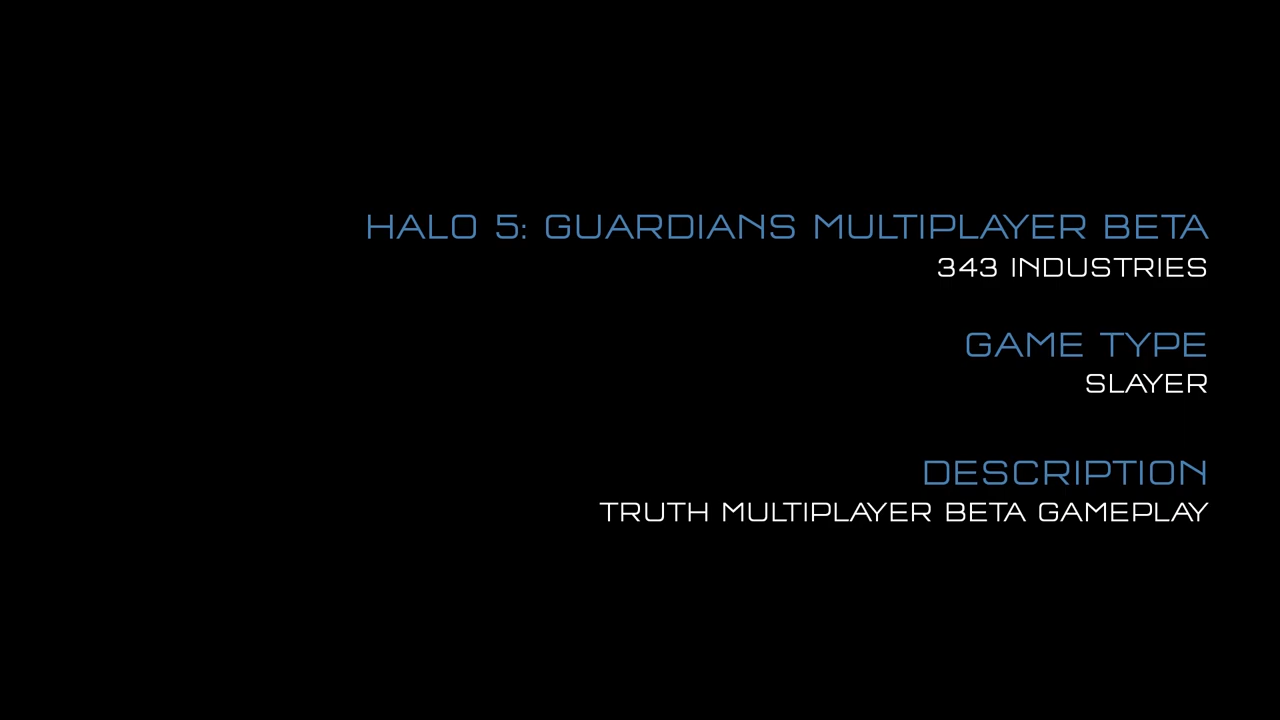 HALO 5: GUARDIANS MULTIPLAYER BETA
343 INDUSTRIES
GAME TYPE
SLAYER
DESCRIPTION
TRUTH MULTIPLAYER BETA GAMEPLAY